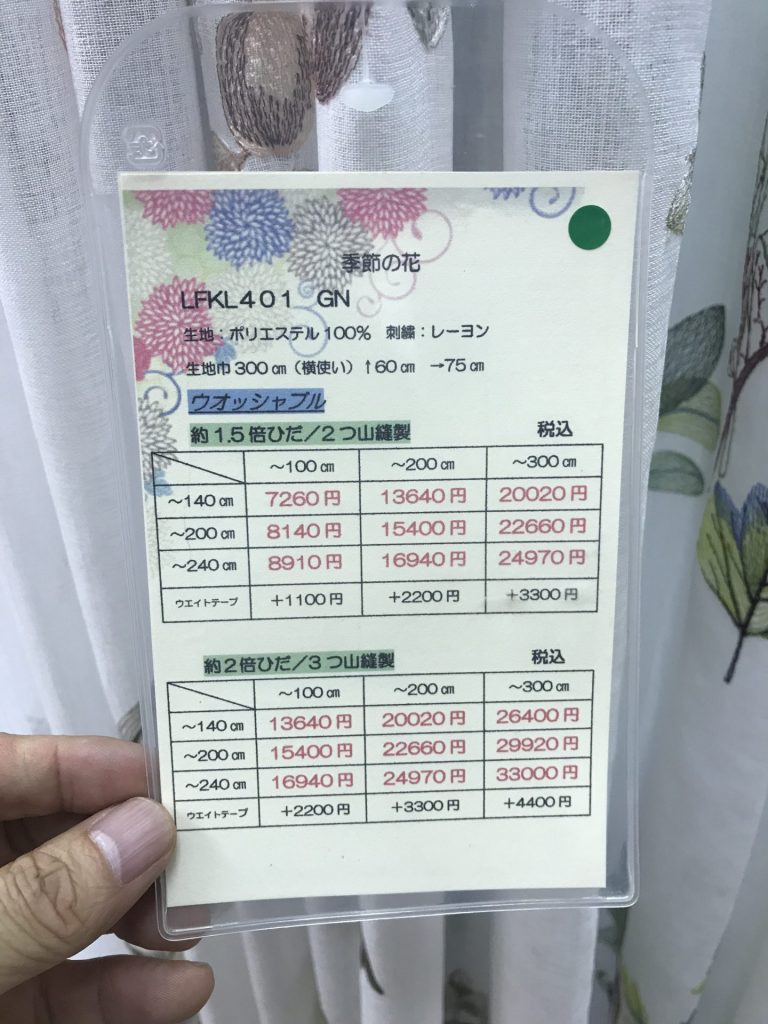 季節の花
LFKL401 GN
生地：ポリエステル100% 刺繍：レーヨン
生地巾300㎝（横使い）↑60㎝ →75㎝
ウオッシャブル
約1.5倍ひだ/2つ山縫製 税込
～100㎝ ～200㎝ ～300㎝
～140㎝ 7260円 13640円 20020円
～200㎝ 8140円 15400円 22660円
～240㎝ 8910円 16940円 24970円
ウエイトテープ +1100円 +2200円 +3300円
約2倍ひだ/3つ山縫製 税込
～100㎝ ～200㎝ ～300㎝
～140㎝ 13640円 20020円 26400円
～200㎝ 15400円 22660円 29920円
～240㎝ 16940円 24970円 33000円
ウエイトテープ +2200円 +3300円 +4400円